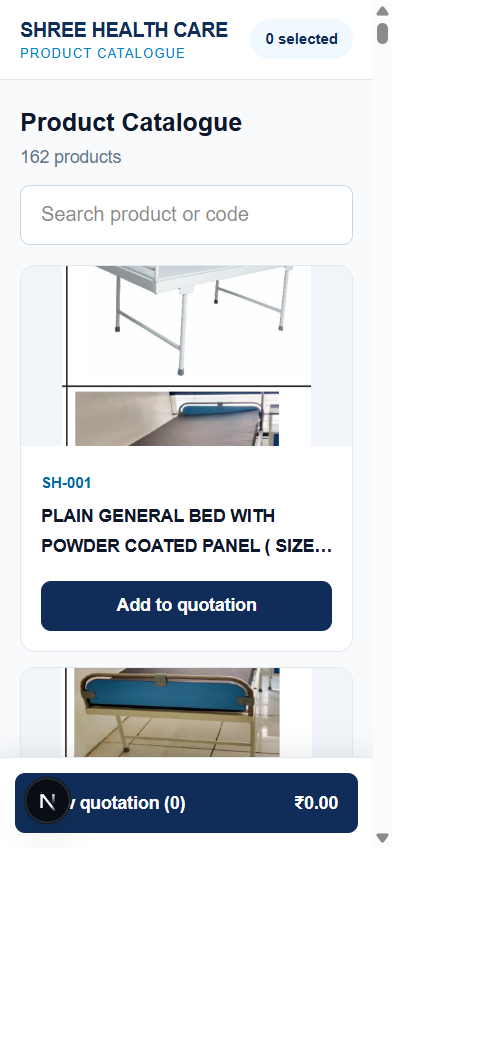 SHREE HEALTH CARE
PRODUCT CATALOGUE
0 selected
Product Catalogue
162 products
Search product or code
SH-001
PLAIN GENERAL BED WITH
POWDER COATED PANEL ( SIZE...
Add to quotation
N
quotation (0)
₹0.00